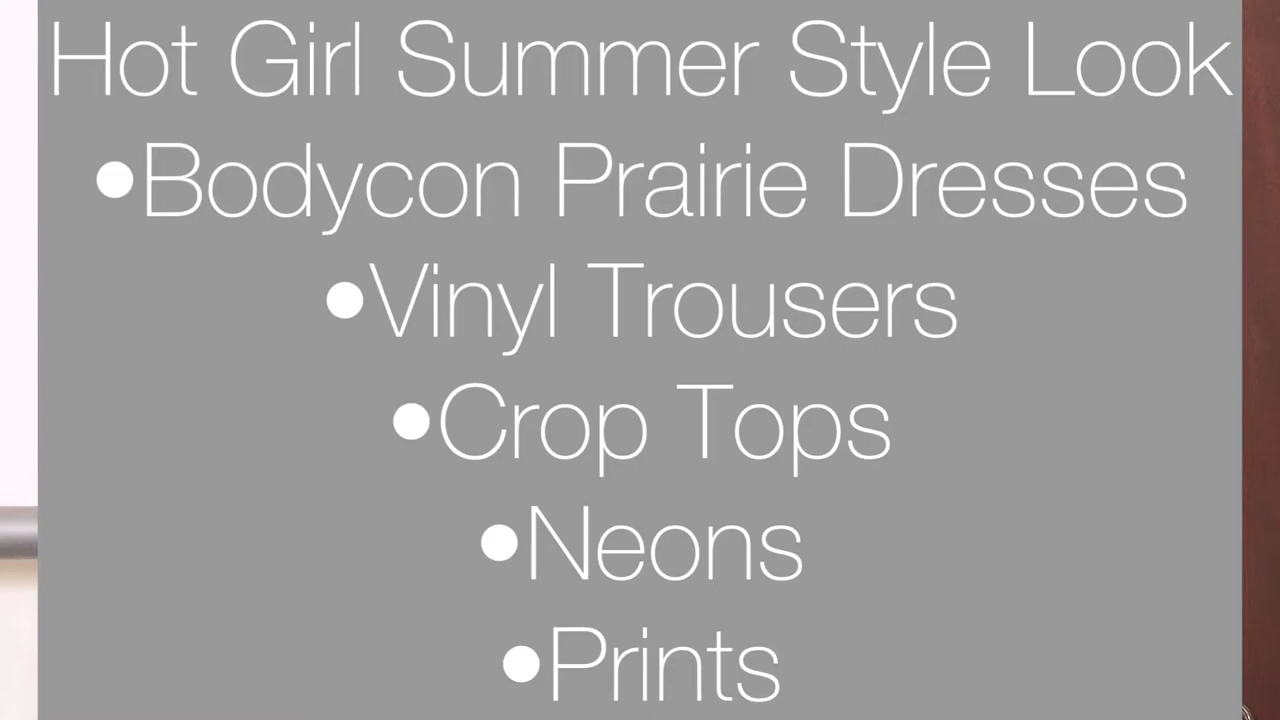 Hot Girl Summer Style Look
•Bodycon Prairie Dresses
•Vinyl Trousers
•Crop Tops
•Neons
•Prints